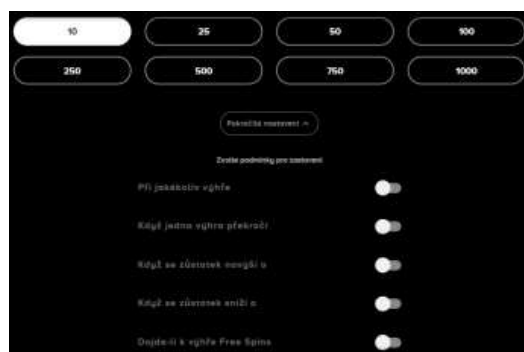 10 25 50 100
250 500 750 1000
Pokročilé nastavení
Zvolte podmínky pro zastavení
Při jakékoliv výhře
Když jedna výhra překročí
Když se zůstatek navýší o
Když se zůstatek sníží o
Dojde-li k výhře Free Spins